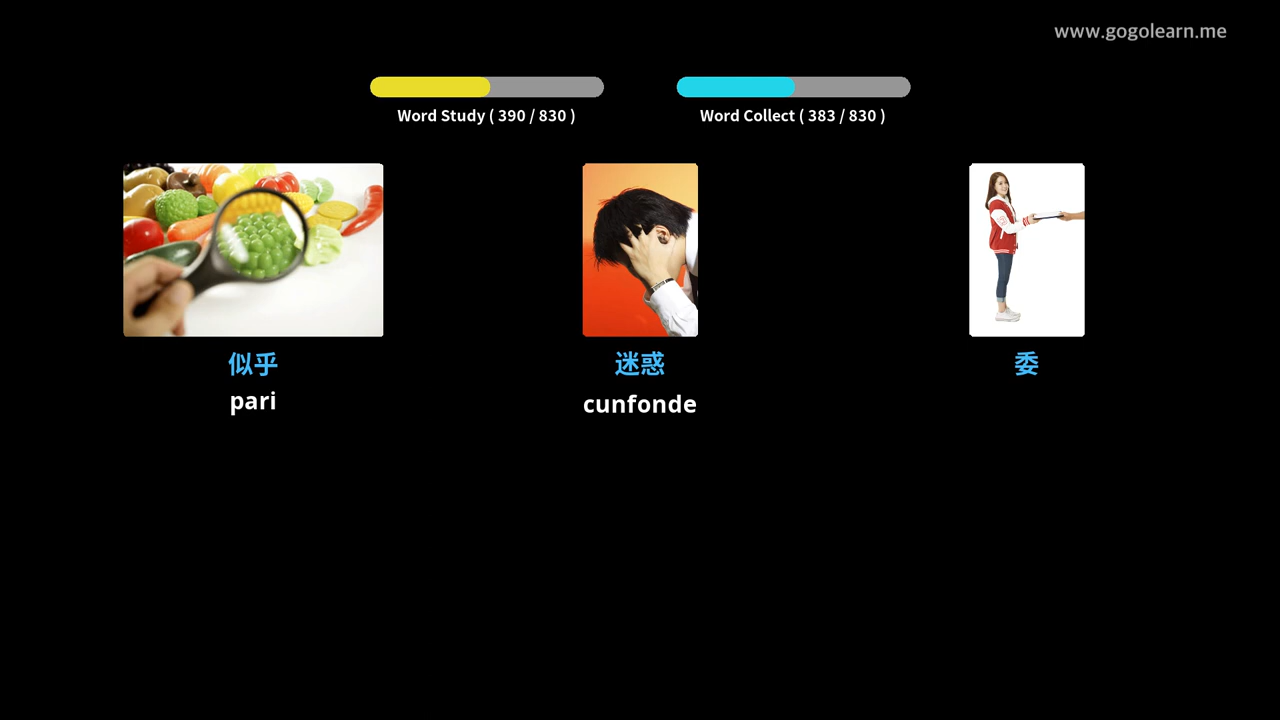 www.gogolearn.me
Word Study ( 390 / 830 )
Word Collect ( 383 / 830 )
似乎
pari
迷惑
cunfonde
委